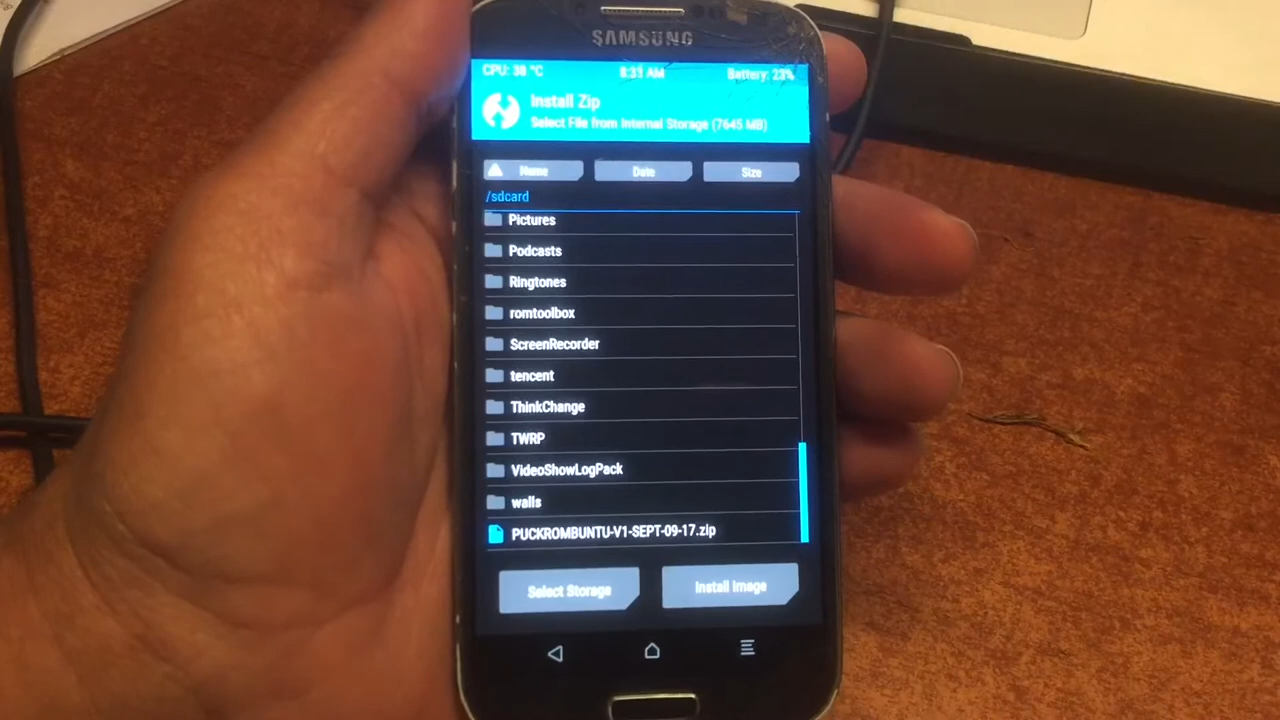 SAMSUNG
CPU: 38 °C 8:33 AM Battery: 23%
Install Zip
Select File from Internal Storage (7645 MB)
Name Date Size
/sdcard
Pictures
Podcasts
Ringtones
romtoolbox
ScreenRecorder
tencent
ThinkChange
TWRP
VideoShowLogPack
walls
PUCKROMBUNTU-V1-SEPT-09-17.zip
Select Storage Install Image